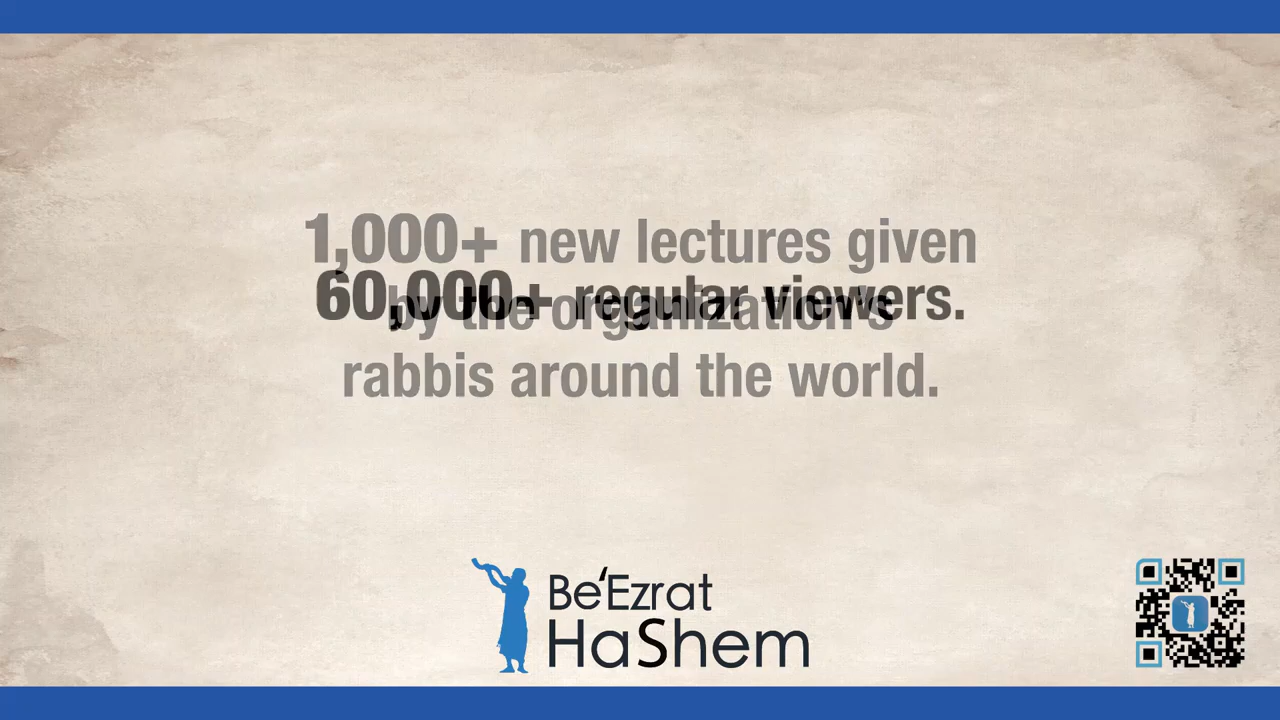 1,000+ new lectures given
60,000+ regular viewers.
by the organization's
rabbis around the world.
Be'Ezrat
HaShem